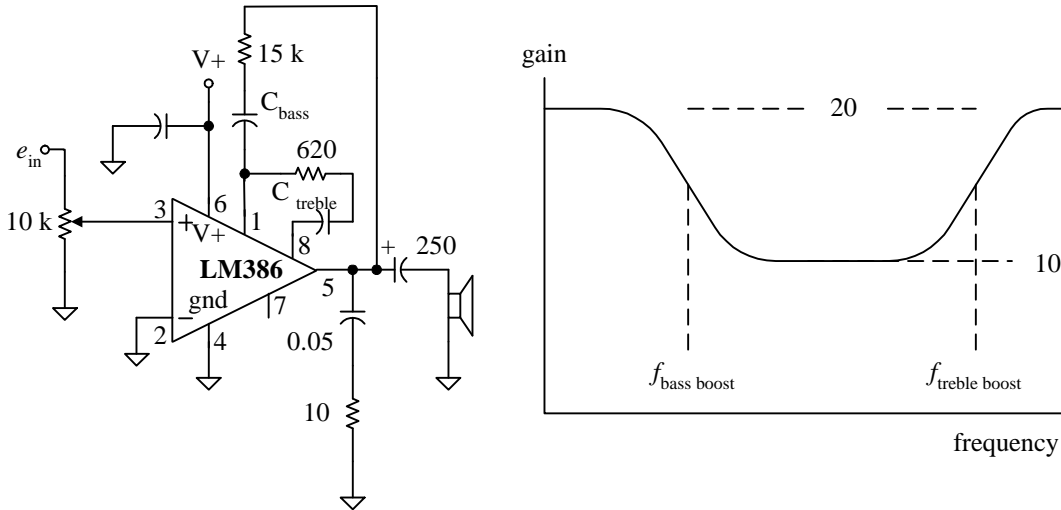 15 k
V+
C bass
620
C treble
e in
10 k
3
+
6
V+
1
8
LM386
+
250
5
gnd
7
−
2
4
0.05
10
gain
20
10
f bass boost
f treble boost
frequency